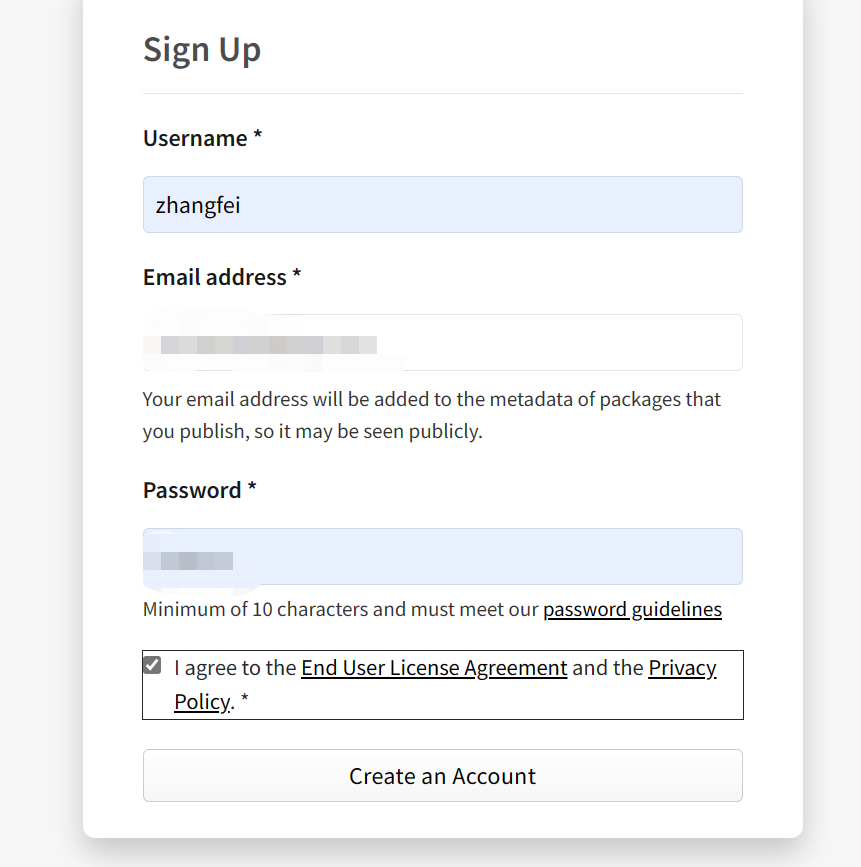 Sign Up
Username *
zhangfei
Email address *
Your email address will be added to the metadata of packages that
you publish, so it may be seen publicly.
Password *
Minimum of 10 characters and must meet our password guidelines
I agree to the End User License Agreement and the Privacy
Policy. *
Create an Account